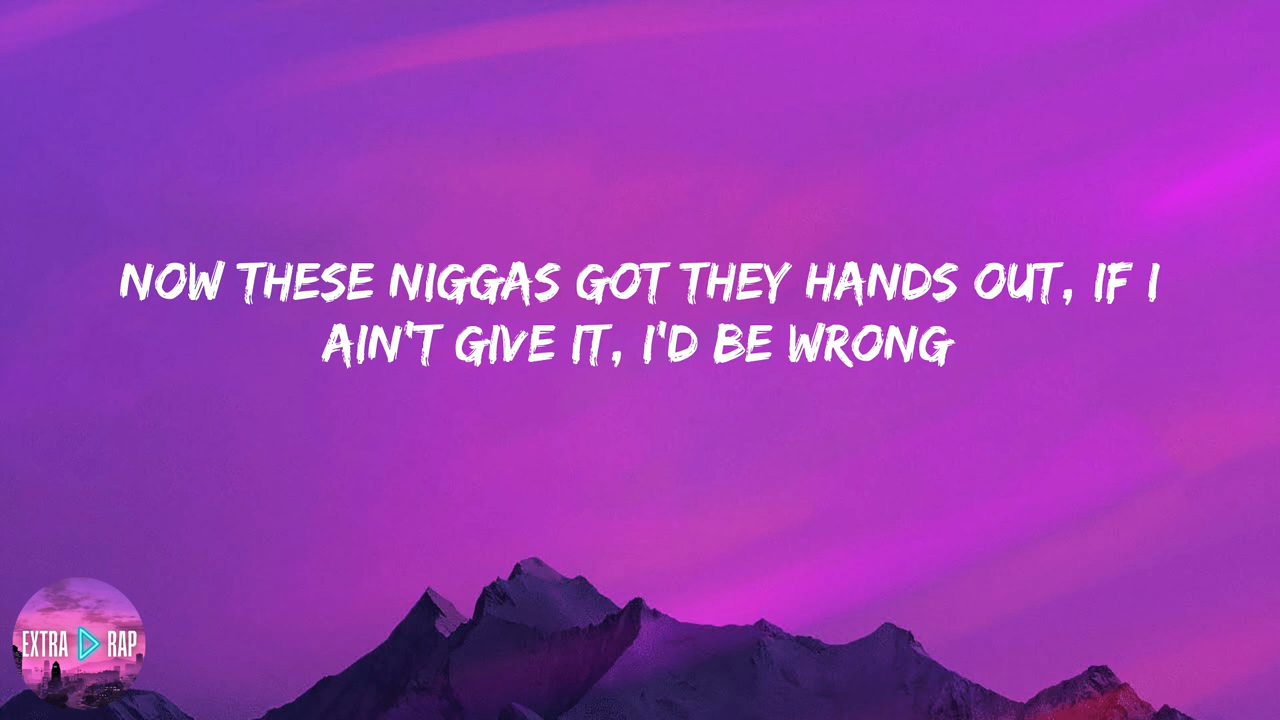 NOW THESE NIGGAS GOT THEY HANDS OUT, IF I
AIN'T GIVE IT, I'D BE WRONG
EXTRA RAP